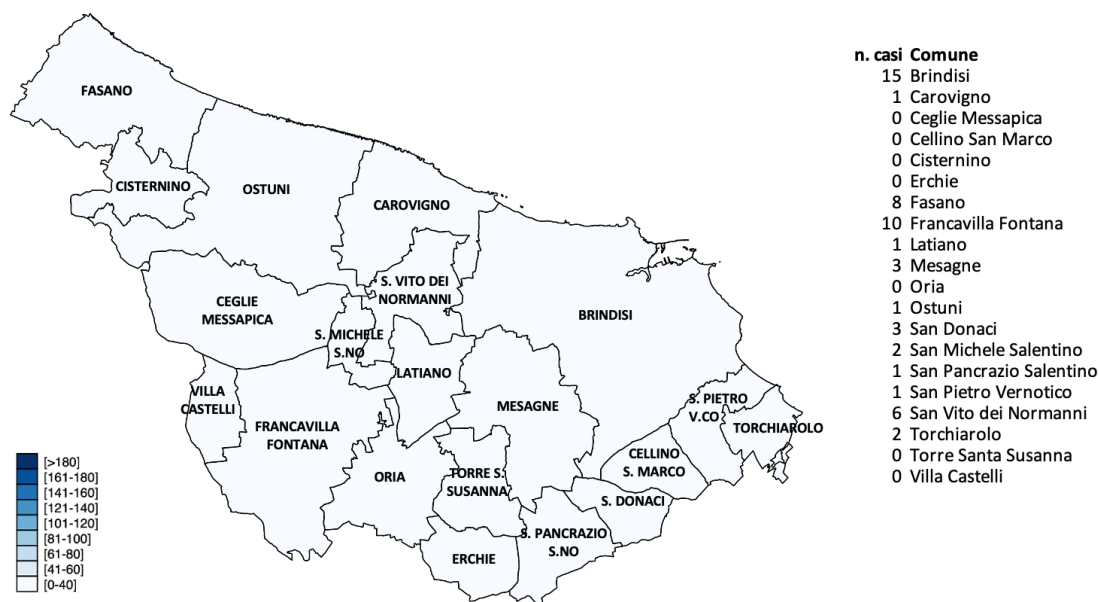 FASANO
CISTERNINO
OSTUNI
CAROVIGNO
S. VITO DEI
NORMANNI
CEGLIE
MESSAPICA
S. MICHELE
S.NO
BRINDISI
LATIANO
VILLA
CASTELLI
FRANCAVILLA
FONTANA
MESAGNE
S. PIETRO
V.CO
TORCHIAROLO
CELLINO
S. MARCO
ORIA
TORRE S.
SUSANNA
S. DONACI
S. PANCRAZIO
S.NO
ERCHIE
[>180]
[161-180]
[141-160]
[121-140]
[101-120]
[81-100]
[61-80]
[41-60]
[0-40]
n. casi Comune
15 Brindisi
1 Carovigno
0 Ceglie Messapica
0 Cellino San Marco
0 Cisternino
0 Erchie
8 Fasano
10 Francavilla Fontana
1 Latiano
3 Mesagne
0 Oria
1 Ostuni
3 San Donaci
2 San Michele Salentino
1 San Pancrazio Salentino
1 San Pietro Vernotico
6 San Vito dei Normanni
2 Torchiarolo
0 Torre Santa Susanna
0 Villa Castelli